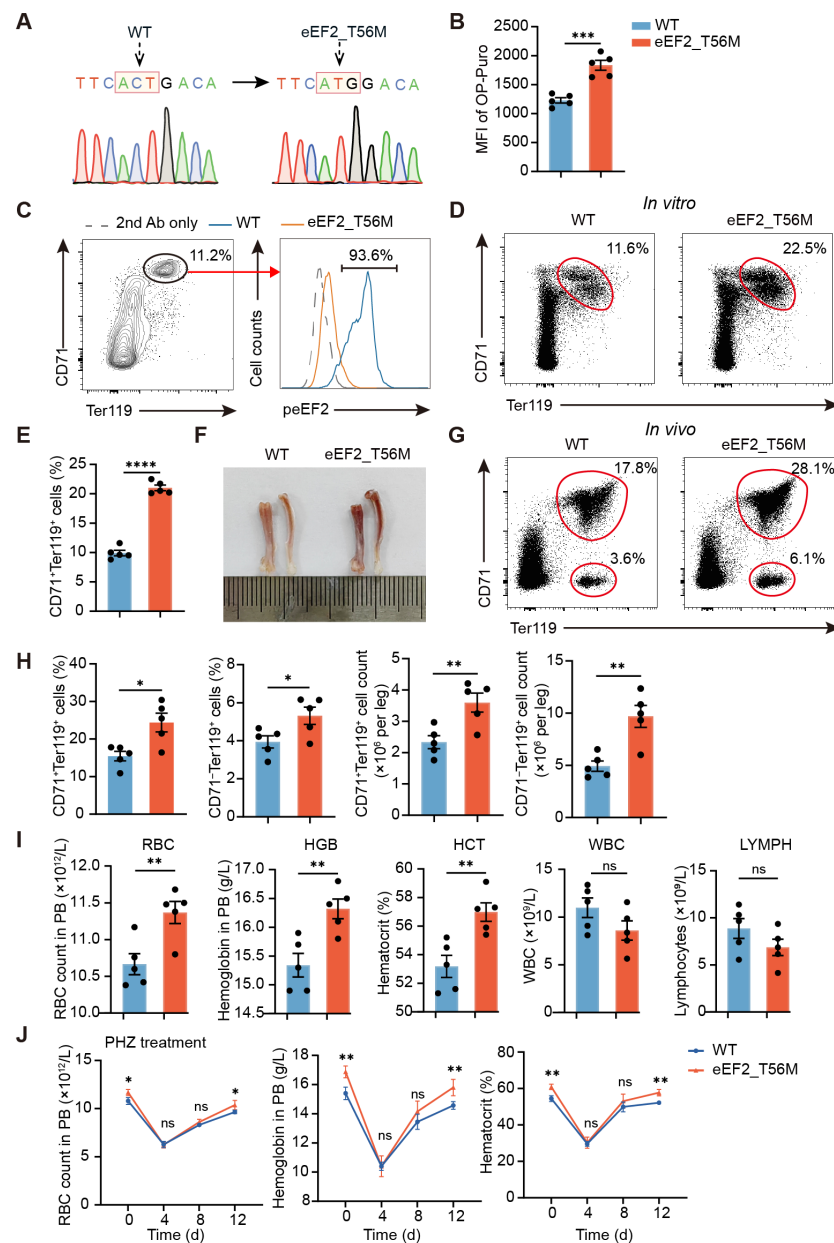 A
WT
eEF2_T56M
TTCACTGACA
TTCATGGACA
B
WT
eEF2_T56M
MFI of OP-Puro
2500
2000
1500
1000
500
0
***
C
2nd Ab only
WT
eEF2_T56M
11.2%
93.6%
CD71
Ter119
Cell counts
peEF2
D
In vitro
WT
eEF2_T56M
11.6%
22.5%
CD71
Ter119
E
CD71+Ter119+ cells (%)
25
20
15
10
5
0
****
F
WT
eEF2_T56M
G
In vivo
WT
eEF2_T56M
17.8%
28.1%
3.6%
6.1%
CD71
Ter119
H
CD71+Ter119+ cells (%)
40
30
20
10
0
*
CD71−Ter119+ cells (%)
8
6
4
2
0
*
CD71+Ter119+ cell count
(×10⁶ per leg)
5
4
3
2
1
0
**
CD71−Ter119+ cell count
(×10⁶ per leg)
15
10
5
0
**
I
RBC
RBC count in PB (×10¹²/L)
12.0
11.5
11.0
10.5
10.0
**
HGB
Hemoglobin in PB (g/L)
17.0
16.5
16.0
15.5
15.0
14.5
**
HCT
Hematocrit (%)
60
58
56
54
52
50
**
WBC
WBC (×10⁹/L)
15
10
5
0
ns
LYMPH
Lymphocytes (×10⁹/L)
15
10
5
0
ns
J
PHZ treatment
RBC count in PB (×10¹²/L)
15
10
5
0
*
ns
ns
*
0
4
8
12
Time (d)
Hemoglobin in PB (g/L)
18
16
14
12
10
8
**
ns
ns
**
0
4
8
12
Time (d)
Hematocrit (%)
80
60
40
20
0
**
ns
ns
**
0
4
8
12
Time (d)
WT
eEF2_T56M